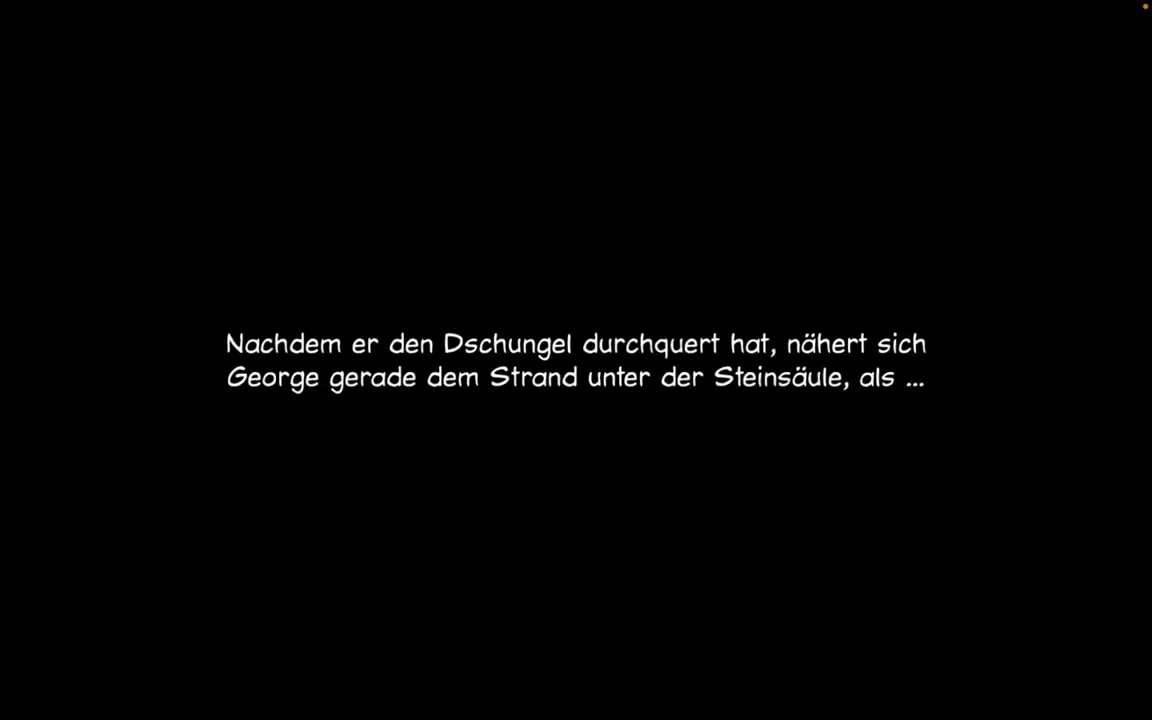 Nachdem er den Dschungel durchquert hat, nähert sich
George gerade dem Strand unter der Steinsäule, als ...